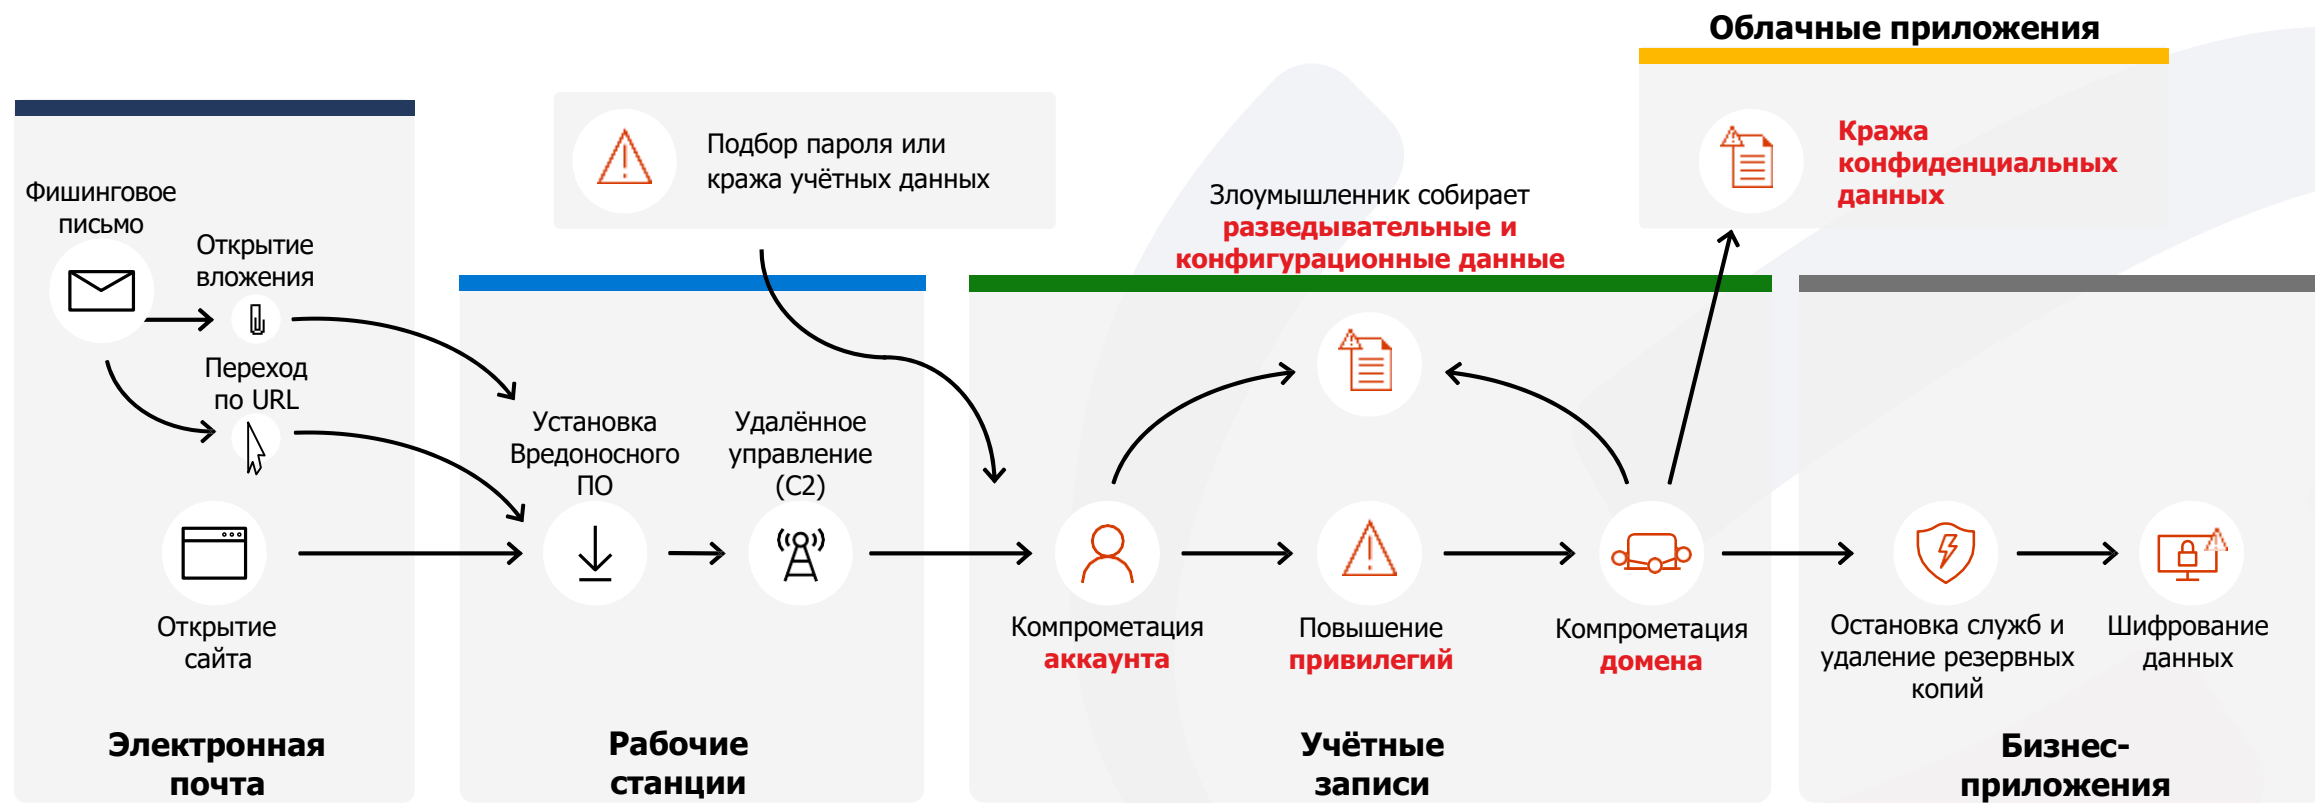 Облачные приложения
Кража
конфиденциальных
данных
Подбор пароля или
кража учётных данных
Фишинговое
письмо
Открытие
вложения
Переход
по URL
Открытие
сайта
Электронная
почта
Установка
Вредоносного
ПО
Удалённое
управление
(C2)
Рабочие
станции
Злоумышленник собирает
разведывательные и
конфигурационные данные
Компрометация
аккаунта
Повышение
привилегий
Компрометация
домена
Учётные
записи
Остановка служб и
удаление резервных
копий
Шифрование
данных
Бизнес-
приложения